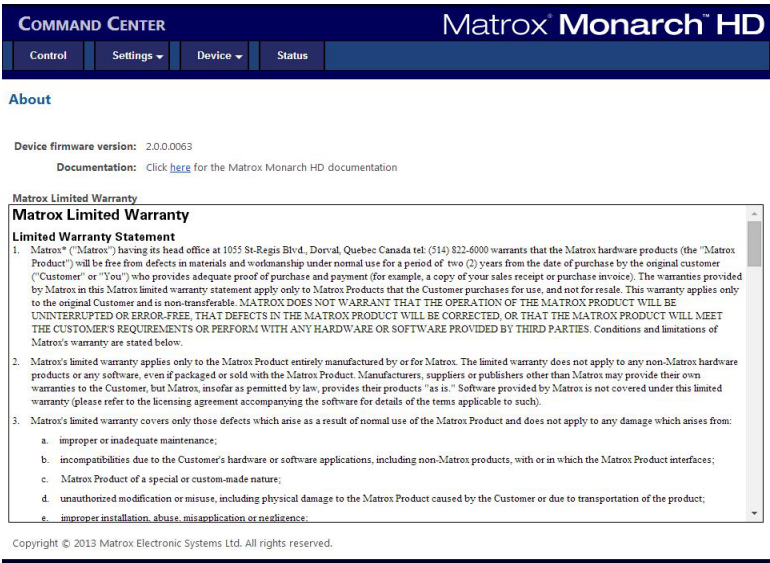 COMMAND CENTER
Matrox® Monarch™ HD
Control Settings Device Status
About
Device firmware version: 2.0.0.0063
Documentation: Click here for the Matrox Monarch HD documentation
Matrox Limited Warranty
Matrox Limited Warranty
Limited Warranty Statement
1. Matrox* ("Matrox") having its head office at 1055 St-Regis Blvd., Dorval, Quebec Canada tel: (514) 822-6000 warrants that the Matrox hardware products (the "Matrox
Product") will be free from defects in materials and workmanship under normal use for a period of two (2) years from the date of purchase by the original customer
("Customer" or "You") who provides adequate proof of purchase and payment (for example, a copy of your sales receipt or purchase invoice). The warranties provided
by Matrox in this Matrox limited warranty statement apply only to Matrox Products that the Customer purchases for use, and not for resale. This warranty applies only
to the original Customer and is non-transferable. MATROX DOES NOT WARRANT THAT THE OPERATION OF THE MATROX PRODUCT WILL BE
UNINTERRUPTED OR ERROR-FREE, THAT DEFECTS IN THE MATROX PRODUCT WILL BE CORRECTED, OR THAT THE MATROX PRODUCT WILL MEET
THE CUSTOMER'S REQUIREMENTS OR PERFORM WITH ANY HARDWARE OR SOFTWARE PROVIDED BY THIRD PARTIES. Conditions and limitations of
Matrox's warranty are stated below.
2. Matrox's limited warranty applies only to the Matrox Product entirely manufactured by or for Matrox. The limited warranty does not apply to any non-Matrox hardware
products or any software, even if packaged or sold with the Matrox Product. Manufacturers, suppliers or publishers other than Matrox may provide their own
warranties to the Customer, but Matrox, insofar as permitted by law, provides their products "as is." Software provided by Matrox is not covered under this limited
warranty (please refer to the licensing agreement accompanying the software for details of the terms applicable to such).
3. Matrox's limited warranty covers only those defects which arise as a result of normal use of the Matrox Product and does not apply to any damage which arises from:
a. improper or inadequate maintenance;
b. incompatibilities due to the Customer's hardware or software applications, including non-Matrox products, with or in which the Matrox Product interfaces;
c. Matrox Product of a special or custom-made nature;
d. unauthorized modification or misuse, including physical damage to the Matrox Product caused by the Customer or due to transportation of the product;
e. improper installation, abuse, misapplication or negligence;
Copyright © 2013 Matrox Electronic Systems Ltd. All rights reserved.